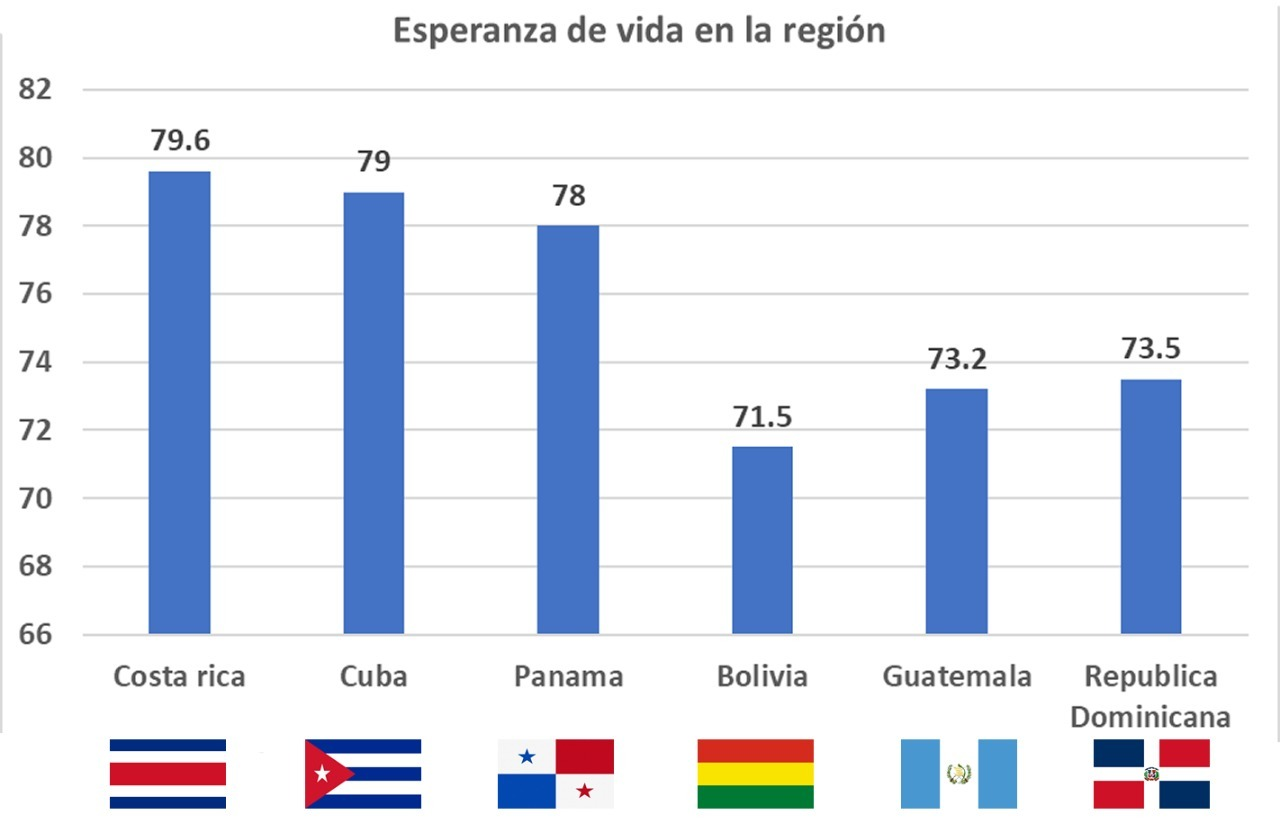 Esperanza de vida en la región
82
80
78
76
74
72
70
68
66
79.6
79
78
71.5
73.2
73.5
Costa rica
Cuba
Panama
Bolivia
Guatemala
Republica
Dominicana